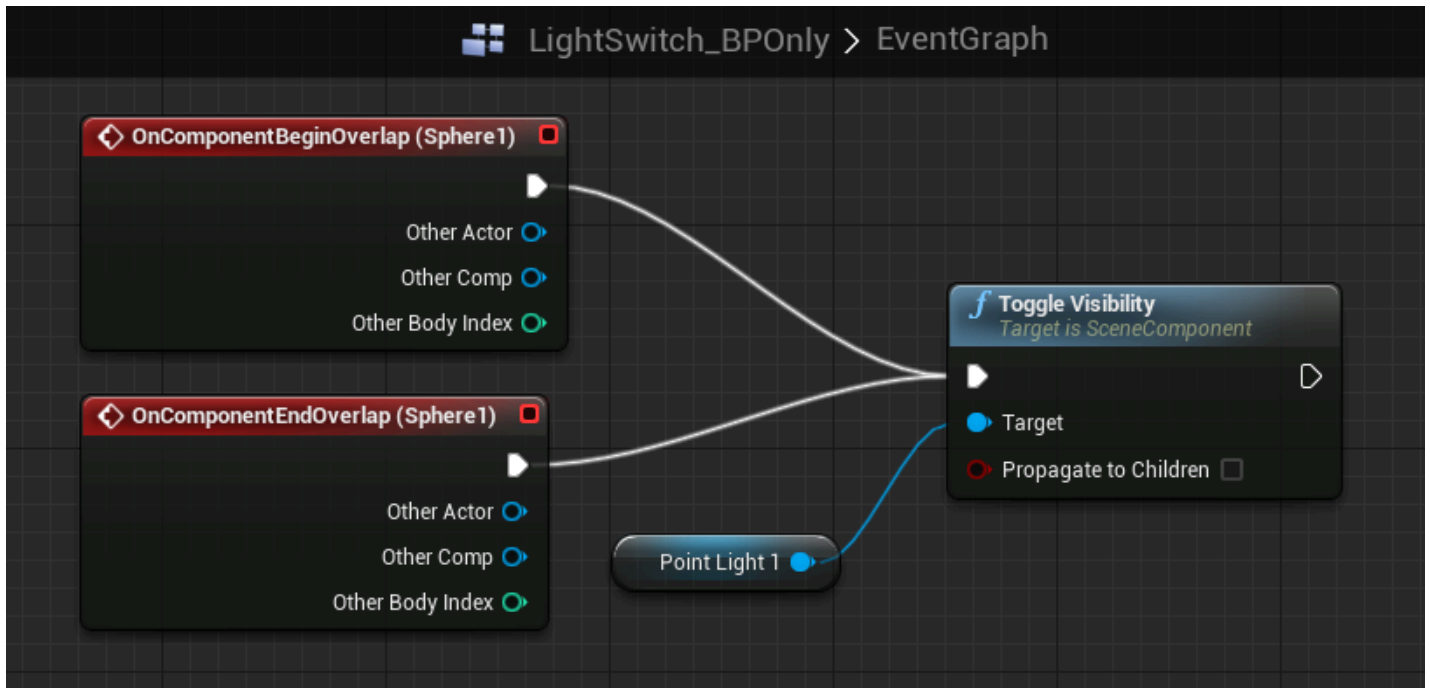 LightSwitch_BPOnly > EventGraph
OnComponentBeginOverlap (Sphere1)
Other Actor
Other Comp
Other Body Index
OnComponentEndOverlap (Sphere1)
Other Actor
Other Comp
Other Body Index
Point Light 1
f Toggle Visibility
Target is SceneComponent
Target
Propagate to Children